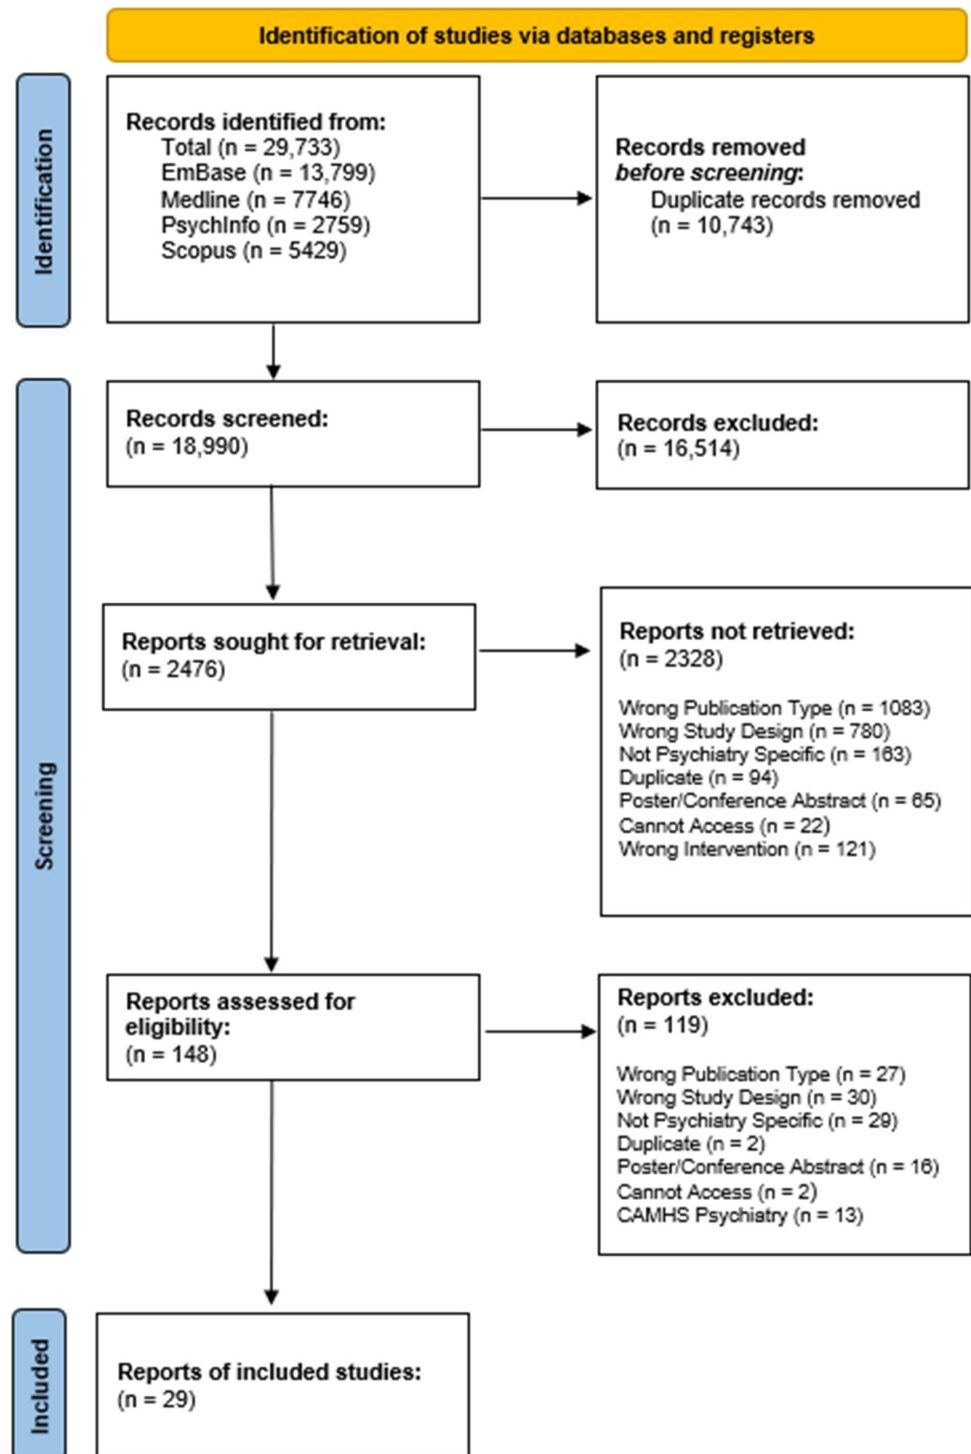 Identification of studies via databases and registers
Identification
Records identified from:
Total (n = 29,733)
EmBase (n = 13,799)
Medline (n = 7746)
PsychInfo (n = 2759)
Scopus (n = 5429)
Records removed
before screening:
Duplicate records removed
(n = 10,743)
Screening
Records screened:
(n = 18,990)
Records excluded:
(n = 16,514)
Reports sought for retrieval:
(n = 2476)
Reports not retrieved:
(n = 2328)
Wrong Publication Type (n = 1083)
Wrong Study Design (n = 780)
Not Psychiatry Specific (n = 163)
Duplicate (n = 94)
Poster/Conference Abstract (n = 65)
Cannot Access (n = 22)
Wrong Intervention (n = 121)
Reports assessed for
eligibility:
(n = 148)
Reports excluded:
(n = 119)
Wrong Publication Type (n = 27)
Wrong Study Design (n = 30)
Not Psychiatry Specific (n = 29)
Duplicate (n = 2)
Poster/Conference Abstract (n = 16)
Cannot Access (n = 2)
CAMHS Psychiatry (n = 13)
Included
Reports of included studies:
(n = 29)